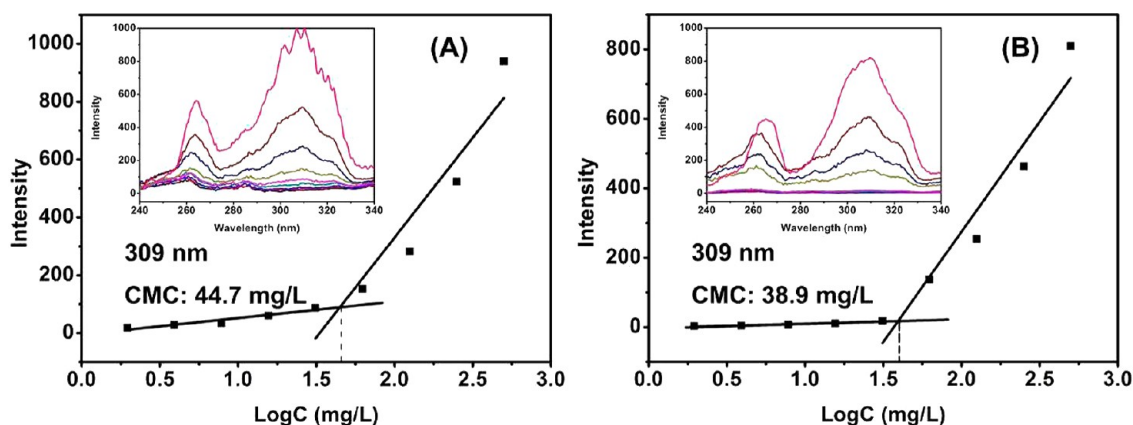 (A)
Intensity
1000
800
600
400
200
0
1000
800
600
400
200
0
Intensity
240 260 280 300 320 340
Wavelength (nm)
309 nm
CMC: 44.7 mg/L
0.0 0.5 1.0 1.5 2.0 2.5 3.0
LogC (mg/L)
(B)
Intensity
800
600
400
200
0
1000
800
600
400
200
0
Intensity
240 260 280 300 320 340
Wavelength (nm)
309 nm
CMC: 38.9 mg/L
0.0 0.5 1.0 1.5 2.0 2.5 3.0
LogC (mg/L)